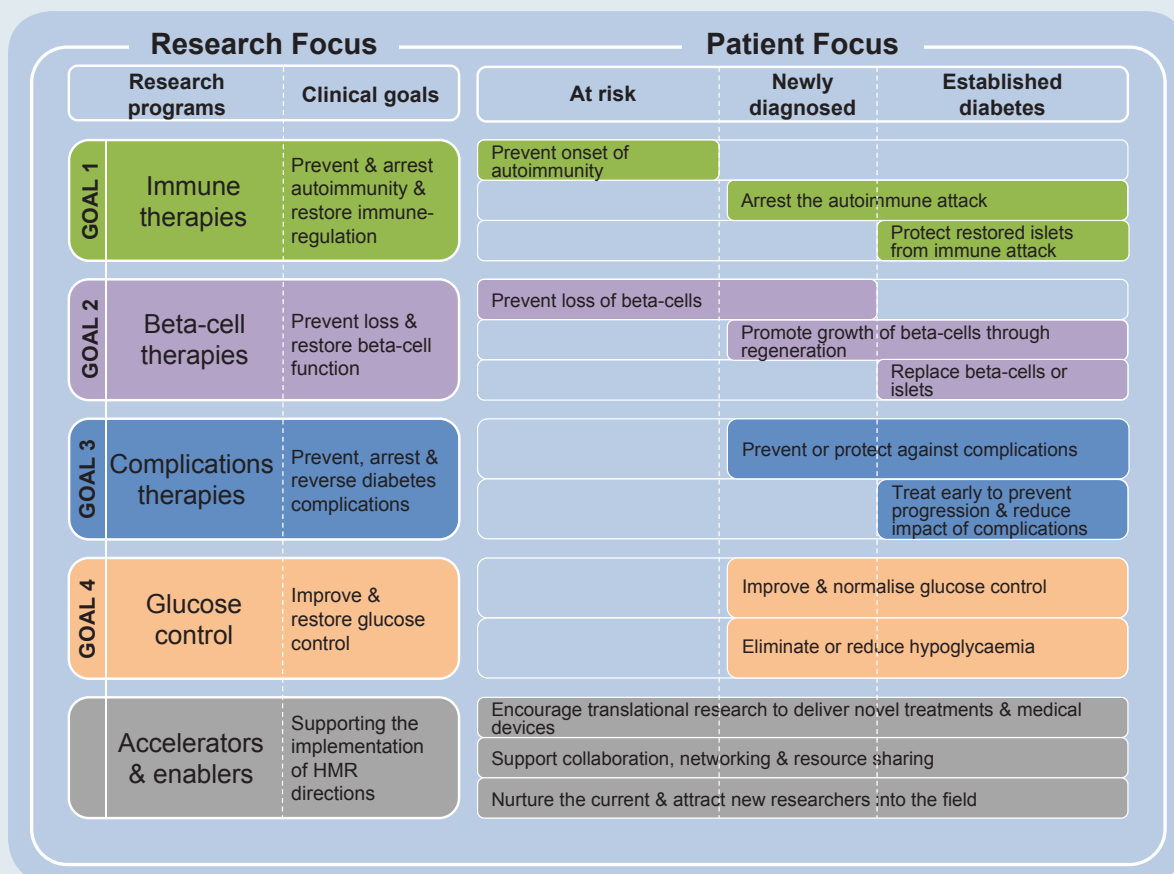 Research Focus
Patient Focus
Research
programs
Clinical goals
At risk
Newly
diagnosed
Established
diabetes
GOAL 1
Immune
therapies
Prevent & arrest
autoimmunity &
restore immune-
regulation
Prevent onset of
autoimmunity
Arrest the autoimmune attack
Protect restored islets
from immune attack
GOAL 2
Beta-cell
therapies
Prevent loss &
restore beta-cell
function
Prevent loss of beta-cells
Promote growth of beta-cells through
regeneration
Replace beta-cells or
islets
GOAL 3
Complications
therapies
Prevent, arrest &
reverse diabetes
complications
Prevent or protect against complications
Treat early to prevent
progression & reduce
impact of complications
GOAL 4
Glucose
control
Improve &
restore glucose
control
Improve & normalise glucose control
Eliminate or reduce hypoglycaemia
Accelerators
& enablers
Supporting the
implementation
of HMR
directions
Encourage translational research to deliver novel treatments & medical
devices
Support collaboration, networking & resource sharing
Nurture the current & attract new researchers into the field